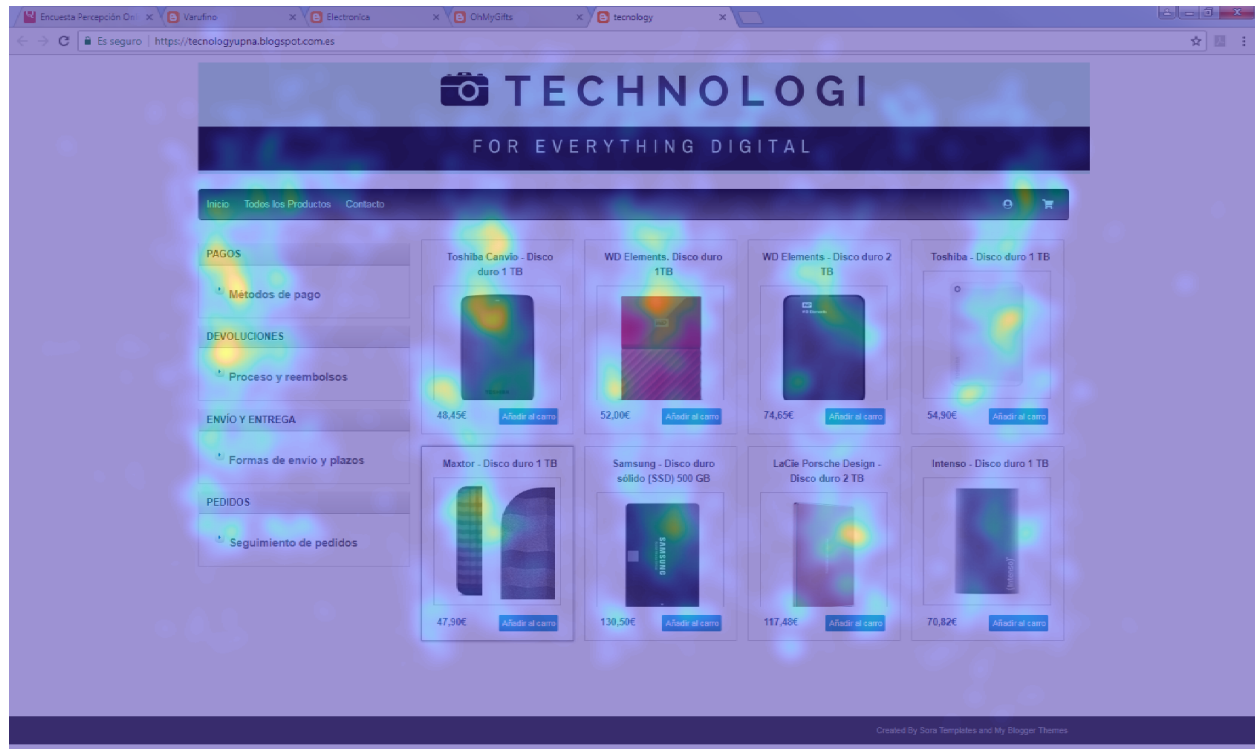 Encuesta Percepción Onl
Varufino
Electronica
OhMyGifts
tecnology
Es seguro | https://tecnologyupna.blogspot.com.es
TECHNOLOGI
FOR EVERYTHING DIGITAL
Inicio Todos los Productos Contacto
PAGOS
Métodos de pago
DEVOLUCIONES
Proceso y reembolsos
ENVÍO Y ENTREGA
Formas de envío y plazos
PEDIDOS
Seguimiento de pedidos
Toshiba Canvio - Disco
duro 1 TB
48,45€ Añadir al carro
WD Elements. Disco duro
1TB
52,00€ Añadir al carro
WD Elements - Disco duro 2
TB
WD
74,65€ Añadir al carro
Toshiba - Disco duro 1 TB
54,90€ Añadir al carro
Maxtor - Disco duro 1 TB
47,90€ Añadir al carro
Samsung - Disco duro
sólido (SSD) 500 GB
SAMSUNG
130,50€ Añadir al carro
LaCie Porsche Design -
Disco duro 2 TB
117,48€ Añadir al carro
Intenso - Disco duro 1 TB
(intenso)
70,82€ Añadir al carro
Created By Sora Templates and My Blogger Themes